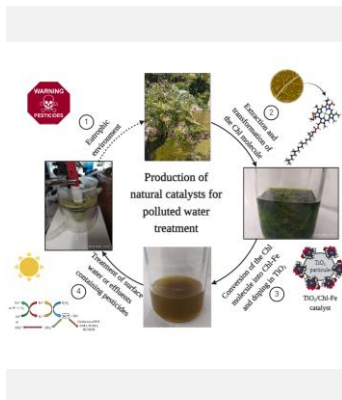 WARNING
PESTICIDES
1
Eutrophic
environment
2
Extraction and
transformation of
the Chl molecule
Production of
natural catalysts for
polluted water
treatment
Conversion of the Chl
molecule into Chl-Fe
and doping in TiO₂
3
TiO₂
particule
TiO₂/Chl-Fe
catalyst
Treatment of surface
water or effluents
containing pesticides
4